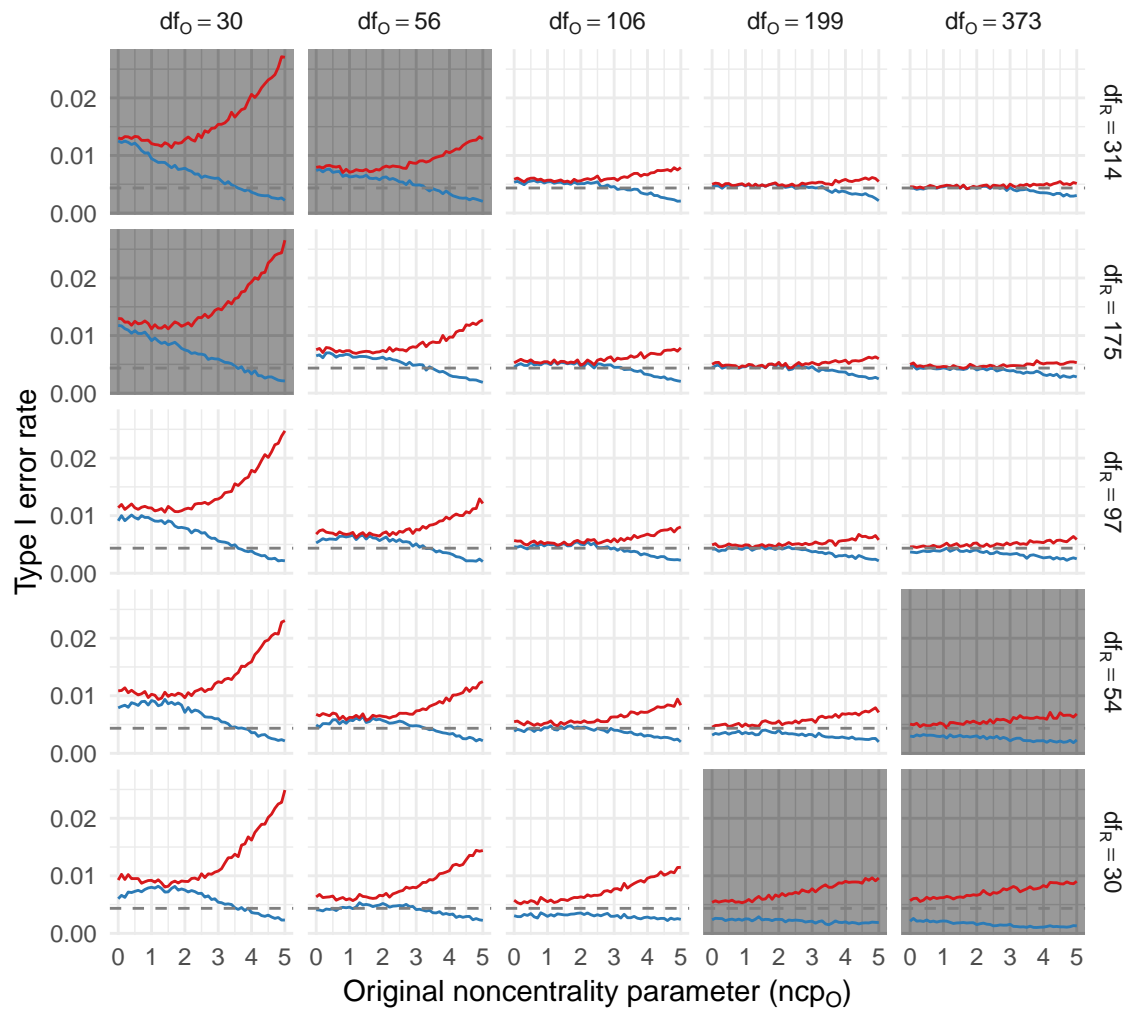 df_O = 30 df_O = 56 df_O = 106 df_O = 199 df_O = 373
0.02
0.01
0.00
df_R = 314
0.02
0.01
0.00
df_R = 175
0.02
0.01
0.00
df_R = 97
0.02
0.01
0.00
df_R = 54
0.02
0.01
0.00
df_R = 30
Type I error rate
0 1 2 3 4 5 0 1 2 3 4 5 0 1 2 3 4 5 0 1 2 3 4 5 0 1 2 3 4 5
Original noncentrality parameter (ncp_O)